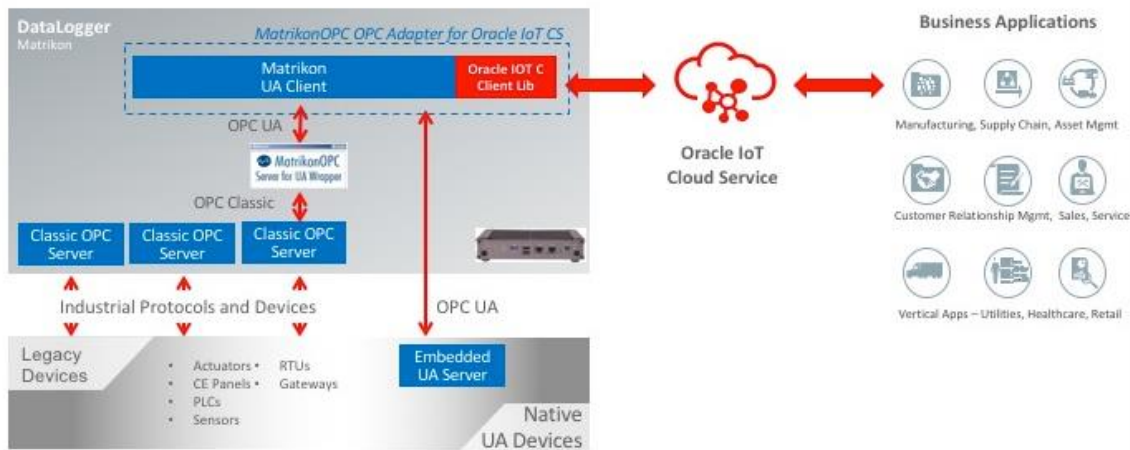 DataLogger
Matrikon
MatrikonOPC OPC Adapter for Oracle IoT CS
Matrikon
UA Client
Oracle IOT C
Client Lib
OPC UA
MatrikonOPC
Server for UA Wrapper
OPC Classic
Classic OPC
Server
Classic OPC
Server
Classic OPC
Server
Industrial Protocols and Devices
OPC UA
Legacy
Devices
• Actuators • RTUs
• CE Panels • Gateways
• PLCs
• Sensors
Embedded
UA Server
Native
UA Devices
Oracle IoT
Cloud Service
Business Applications
Manufacturing, Supply Chain, Asset Mgmt
Customer Relationship Mgmt, Sales, Service
Vertical Apps – Utilities, Healthcare, Retail